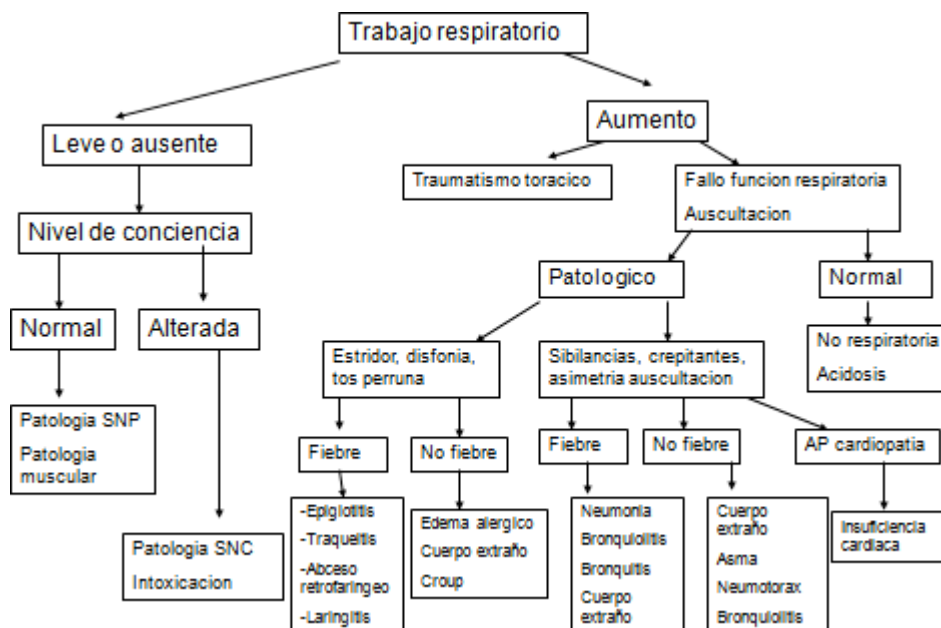 Trabajo respiratorio
Leve o ausente
Aumento
Traumatismo toracico
Fallo funcion respiratoria
Auscultacion
Nivel de conciencia
Patologico
Normal
Normal
Alterada
Estridor, disfonia,
tos perruna
Sibilancias, crepitantes,
asimetria auscultacion
No respiratoria
Acidosis
Patologia SNP
Patologia
muscular
Fiebre
No fiebre
Fiebre
No fiebre
AP cardiopatia
Patologia SNC
Intoxicacion
-Epiglotitis
-Traqueitis
-Abceso
retrofaringeo
-Laringitis
Edema alergico
Cuerpo extraño
Croup
Neumonia
Bronquiolitis
Bronquitis
Cuerpo
extraño
Cuerpo
extraño
Asma
Neumotorax
Bronquiolitis
Insuficiencia
cardiaca